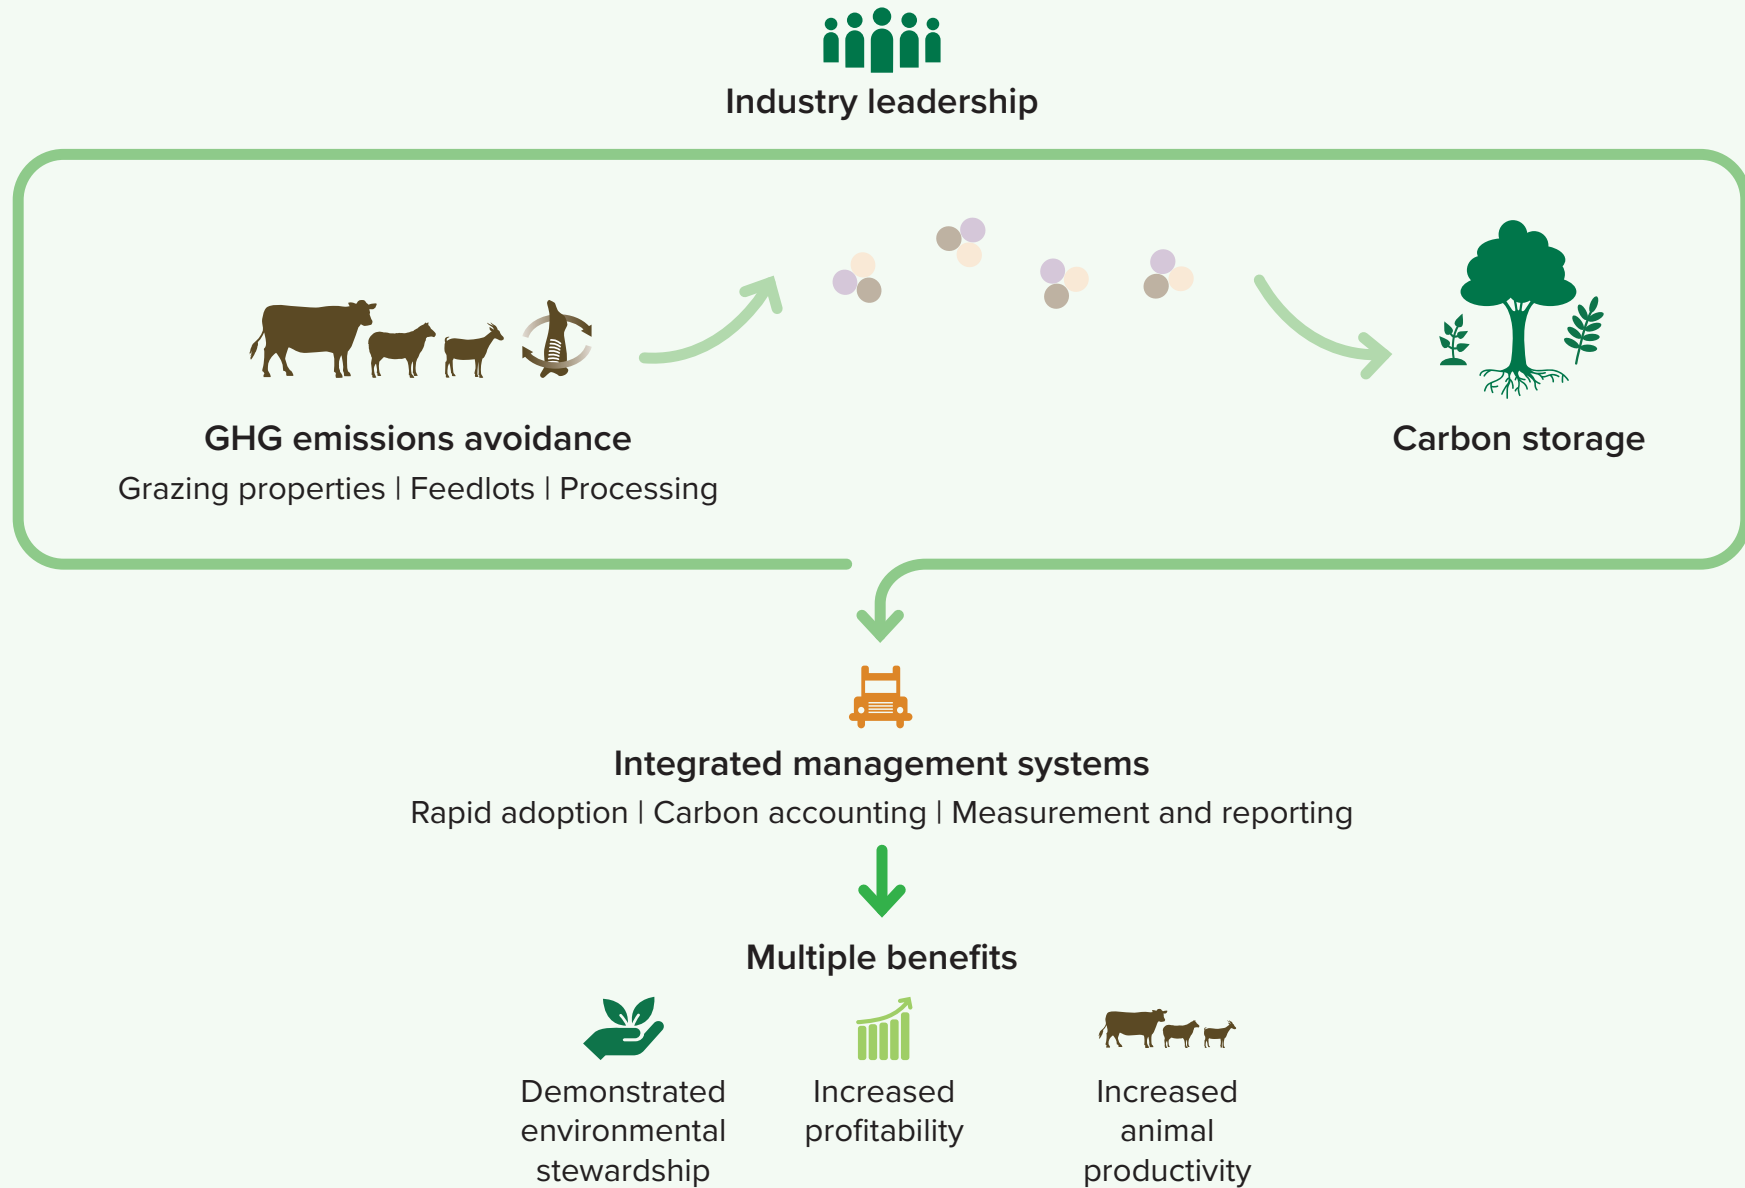 Industry leadership
GHG emissions avoidance
Grazing properties | Feedlots | Processing
Carbon storage
Integrated management systems
Rapid adoption | Carbon accounting | Measurement and reporting
Multiple benefits
Demonstrated
environmental
stewardship
Increased
profitability
Increased
animal
productivity